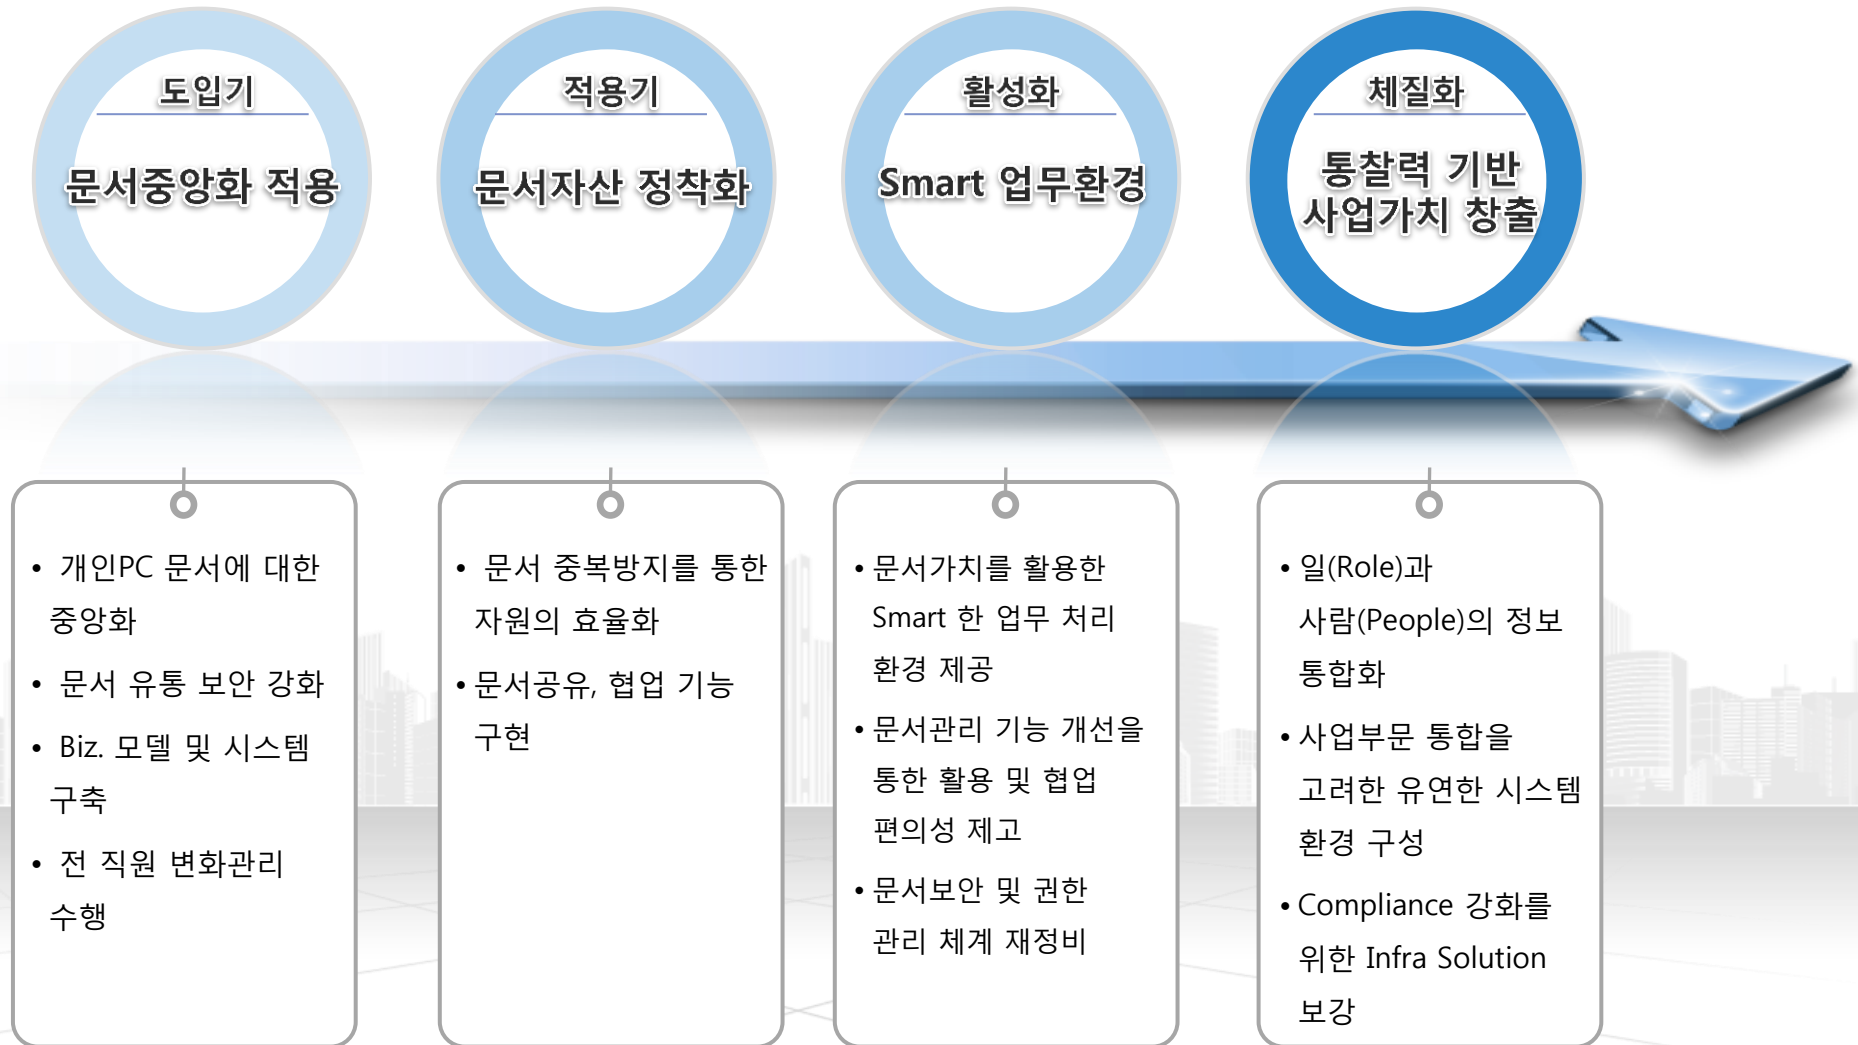 도입기
문서중앙화 적용
적용기
문서자산 정착화
활성화
Smart 업무환경
체질화
통찰력 기반
사업가치 창출
• 개인PC 문서에 대한
중앙화
• 문서 유통 보안 강화
• Biz. 모델 및 시스템
구축
• 전 직원 변화관리
수행
• 문서 중복방지를 통한
자원의 효율화
• 문서공유, 협업 기능
구현
• 문서가치를 활용한
Smart 한 업무 처리
환경 제공
• 문서관리 기능 개선을
통한 활용 및 협업
편의성 제고
• 문서보안 및 권한
관리 체계 재정비
• 일(Role)과
사람(People)의 정보
통합화
• 사업부문 통합을
고려한 유연한 시스템
환경 구성
• Compliance 강화를
위한 Infra Solution
보강